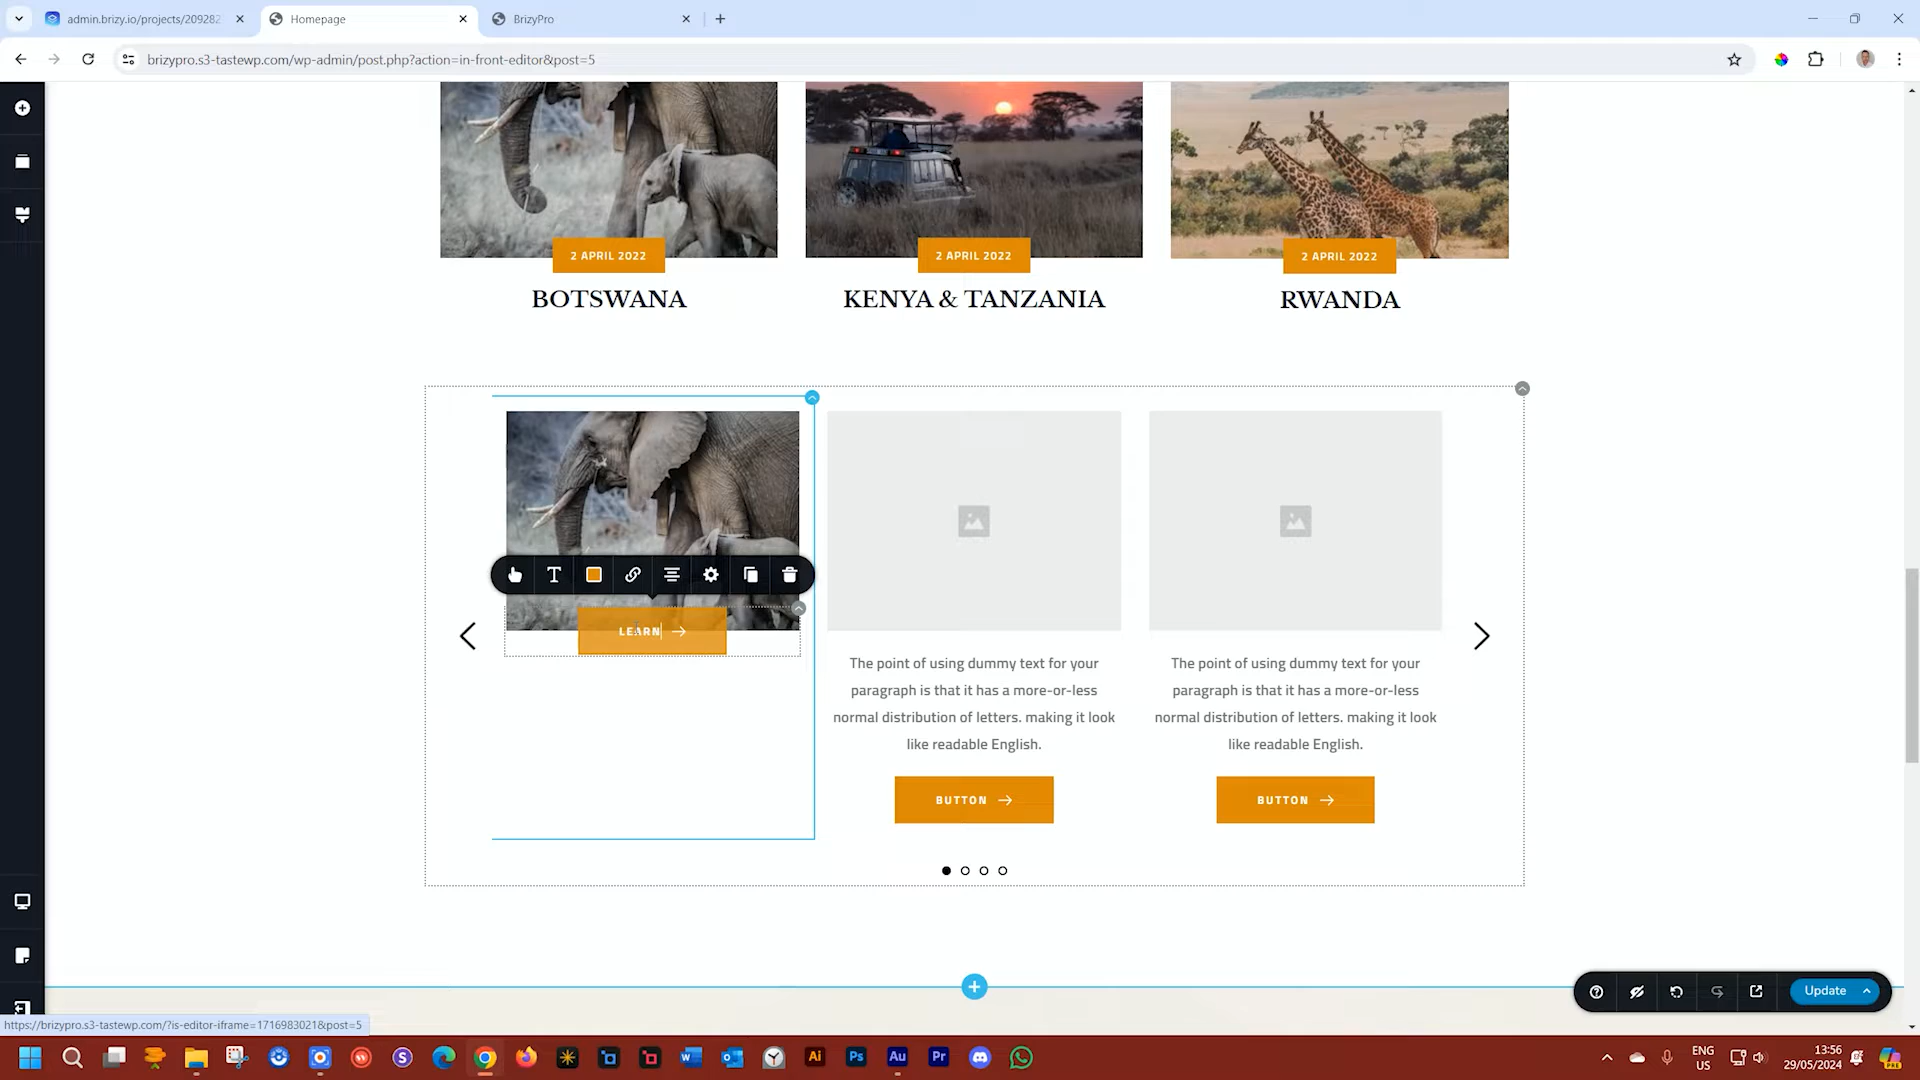 admin.brizy.io/projects/209282
Homepage
BrizyPro
brizypro.s3-tastewp.com/wp-admin/post.php?action=in-front-editor&post=5
2 APRIL 2022
2 APRIL 2022
2 APRIL 2022
BOTSWANA
KENYA & TANZANIA
RWANDA
LEARN
The point of using dummy text for your
paragraph is that it has a more-or-less
normal distribution of letters. making it look
like readable English.
The point of using dummy text for your
paragraph is that it has a more-or-less
normal distribution of letters. making it look
like readable English.
BUTTON
BUTTON
Update
https://brizypro.s3-tastewp.com/?is-editor-iframe=1716983021&post=5
ENG
US
13:56
29/05/2024